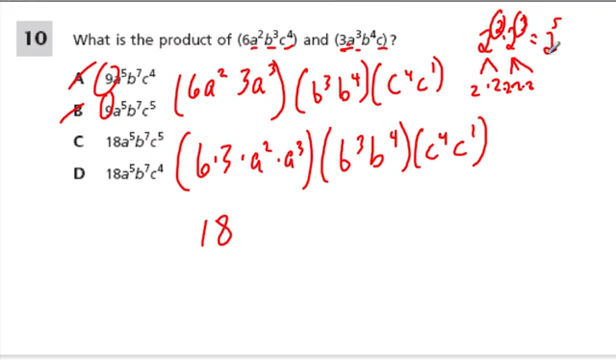 10 What is the product of (6a²b³c⁴) and (3a³b⁴c)?
2² · 2³ = 2⁵
2·2 2·2·2
A 9a⁵b⁷c⁴ (6a² 3a³)(b³b⁴)(c⁴c¹)
B 9a⁵b⁷c⁵
C 18a⁵b⁷c⁵
D 18a⁵b⁷c⁴ (6·3·a²·a³)(b³b⁴)(c⁴c¹)
18